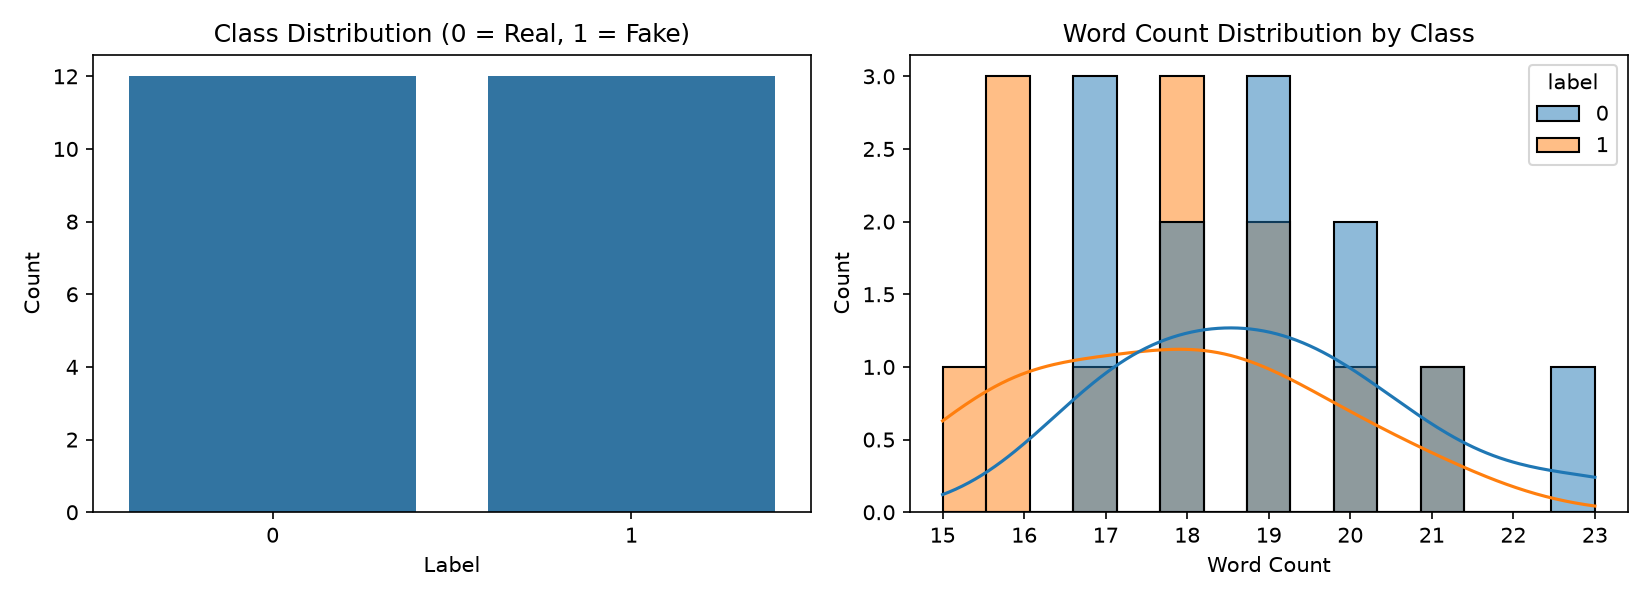 Class Distribution (0 = Real, 1 = Fake)
Count
12
10
8
6
4
2
0
0 1
Label
Word Count Distribution by Class
Count
3.0
2.5
2.0
1.5
1.0
0.5
0.0
label
0
1
15 16 17 18 19 20 21 22 23
Word Count